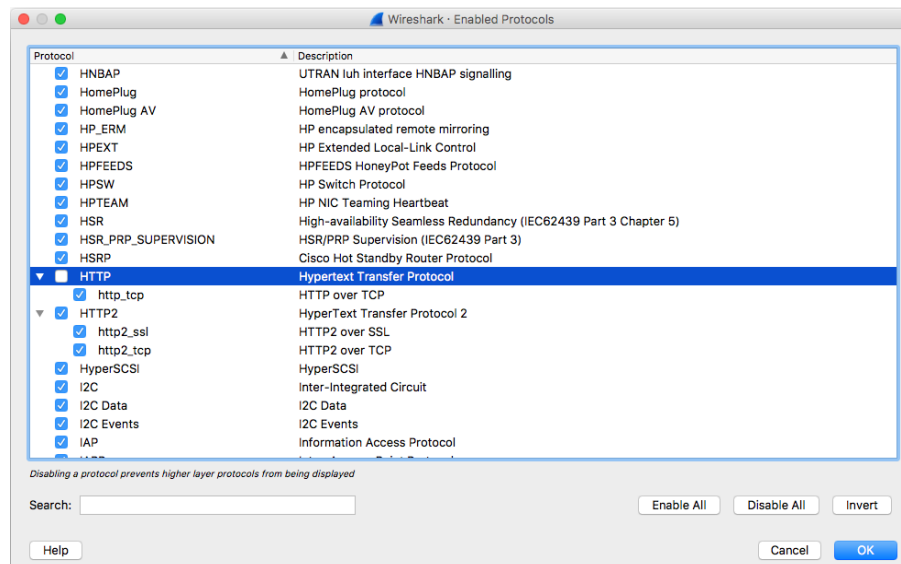 Wireshark · Enabled Protocols
Protocol Description
HNBAP UTRAN Iuh interface HNBAP signalling
HomePlug HomePlug protocol
HomePlug AV HomePlug AV protocol
HP_ERM HP encapsulated remote mirroring
HPEXT HP Extended Local-Link Control
HPFEEDS HPFEEDS HoneyPot Feeds Protocol
HPSW HP Switch Protocol
HPTEAM HP NIC Teaming Heartbeat
HSR High-availability Seamless Redundancy (IEC62439 Part 3 Chapter 5)
HSR_PRP_SUPERVISION HSR/PRP Supervision (IEC62439 Part 3)
HSRP Cisco Hot Standby Router Protocol
HTTP Hypertext Transfer Protocol
http_tcp HTTP over TCP
HTTP2 HyperText Transfer Protocol 2
http2_ssl HTTP2 over SSL
http2_tcp HTTP2 over TCP
HyperSCSI HyperSCSI
I2C Inter-Integrated Circuit
I2C Data I2C Data
I2C Events I2C Events
IAP Information Access Protocol
Disabling a protocol prevents higher layer protocols from being displayed
Search: Enable All Disable All Invert
Help Cancel OK